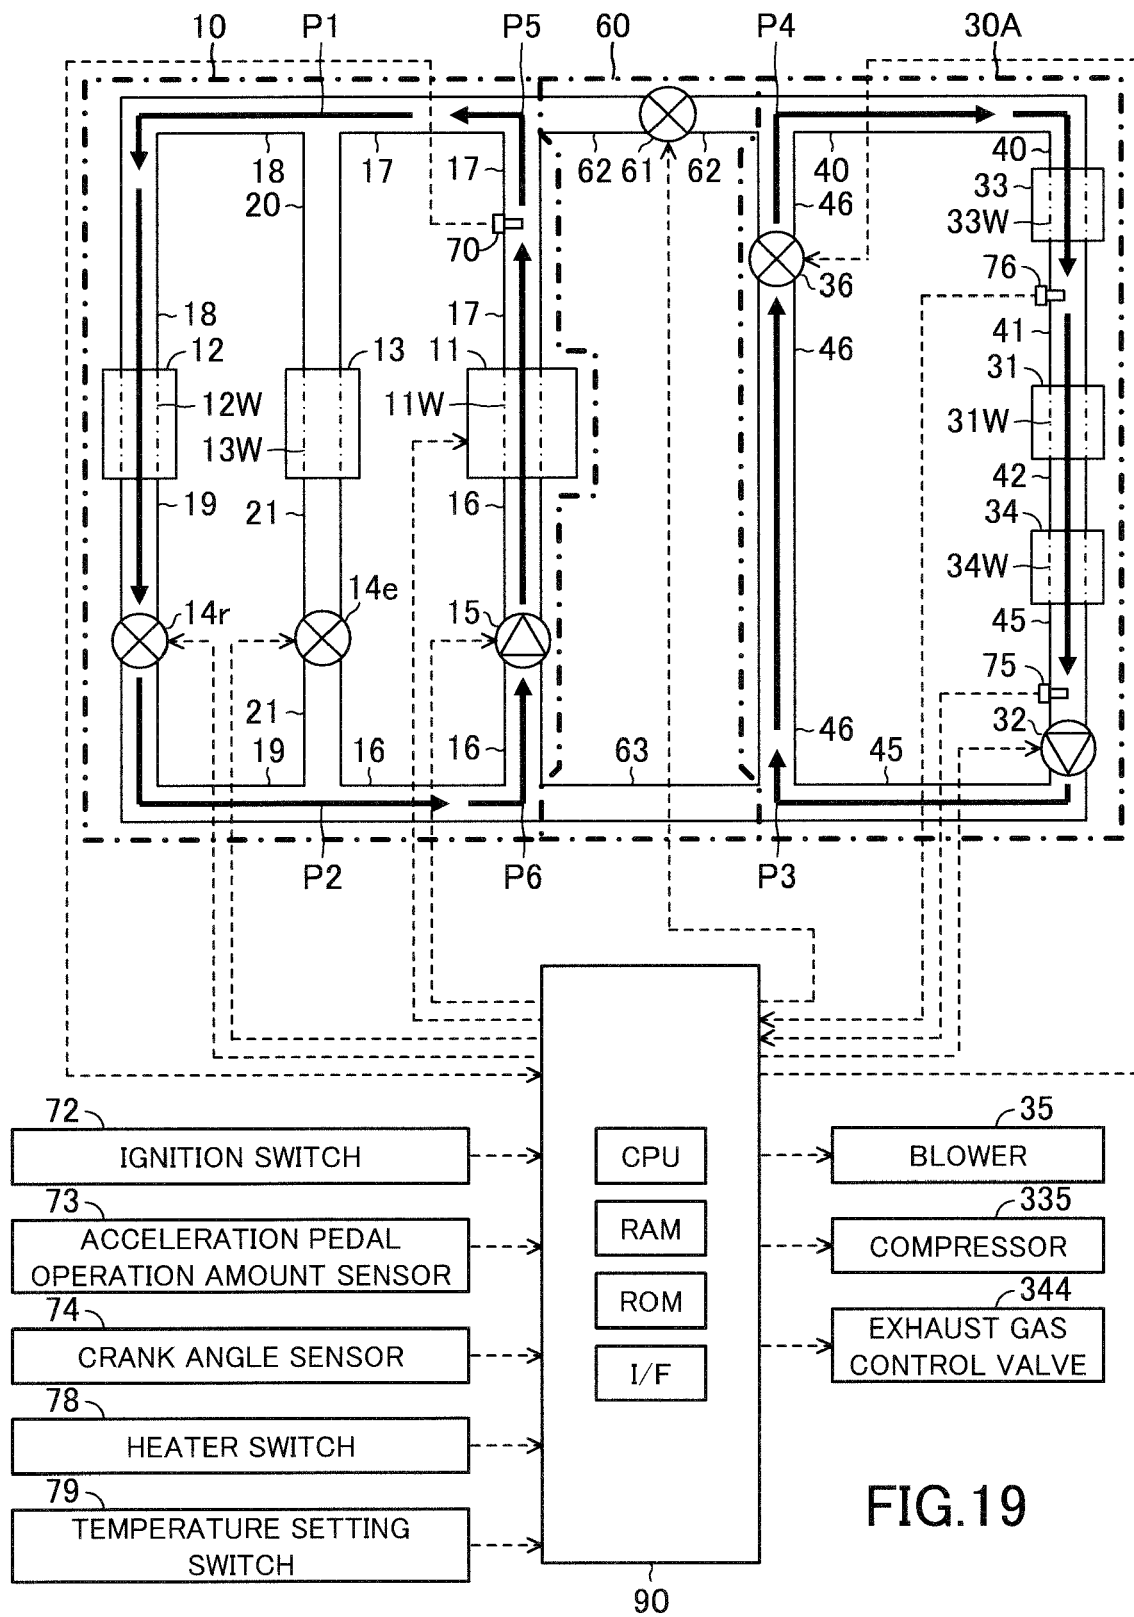 10 P1 P5 60 P4 30A
18 17 17 62 61 62 40 40
20 46 33
70 33W
36 76
18 17 46 41
12 13 11 31
12W 11W 31W
13W 42
19 21 16 34
34W
14r 14e 15 45
75
21 16 46 32
19 16 63 45
P2 P6 P3
72
IGNITION SWITCH
73
ACCELERATION PEDAL
OPERATION AMOUNT SENSOR
74
CRANK ANGLE SENSOR
78
HEATER SWITCH
79
TEMPERATURE SETTING
SWITCH
CPU
RAM
ROM
I/F
90
35
BLOWER
335
COMPRESSOR
344
EXHAUST GAS
CONTROL VALVE
FIG.19